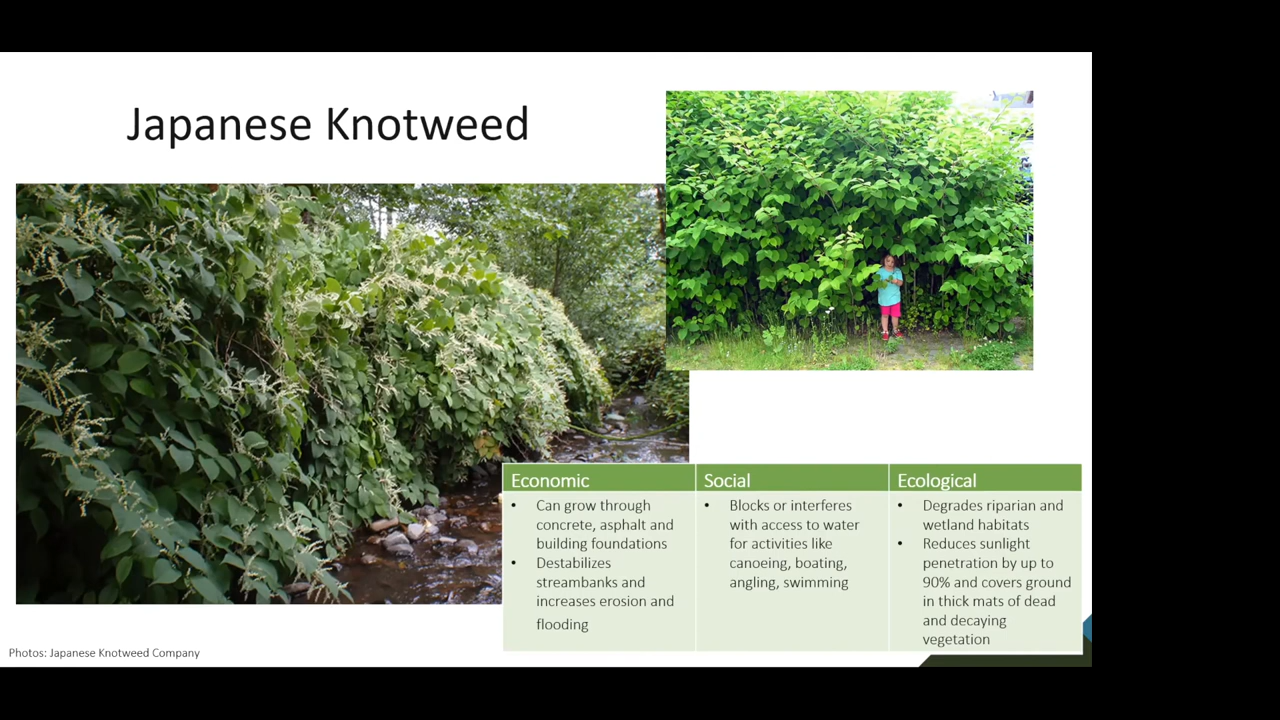 Japanese Knotweed
Economic
• Can grow through
concrete, asphalt and
building foundations
• Destabilizes
streambanks and
increases erosion and
flooding
Social
• Blocks or interferes
with access to water
for activities like
canoeing, boating,
angling, swimming
Ecological
• Degrades riparian and
wetland habitats
• Reduces sunlight
penetration by up to
90% and covers ground
in thick mats of dead
and decaying
vegetation
Photos: Japanese Knotweed Company